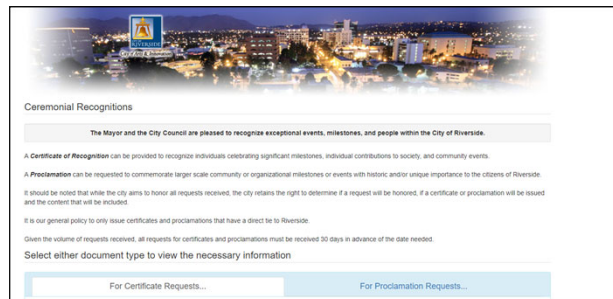 RIVERSIDE
City of Arts & Innovation
Ceremonial Recognitions
The Mayor and the City Council are pleased to recognize exceptional events, milestones, and people within the City of Riverside.
A Certificate of Recognition can be provided to recognize individuals celebrating significant milestones, individual contributions to society, and community events.
A Proclamation can be requested to commemorate larger scale community or organizational milestones or events with historic and/or unique importance to the citizens of Riverside.
It should be noted that while the city aims to honor all requests received, the city retains the right to determine if a request will be honored, if a certificate or proclamation will be issued
and the content that will be included.
It is our general policy to only issue certificates and proclamations that have a direct tie to Riverside.
Given the volume of requests received, all requests for certificates and proclamations must be received 30 days in advance of the date needed.
Select either document type to view the necessary information
For Certificate Requests...
For Proclamation Requests...